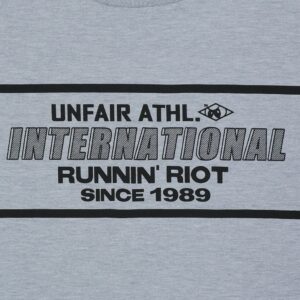 UNFAIR ATHL.
INTERNATIONAL
RUNNIN' RIOT
SINCE 1989